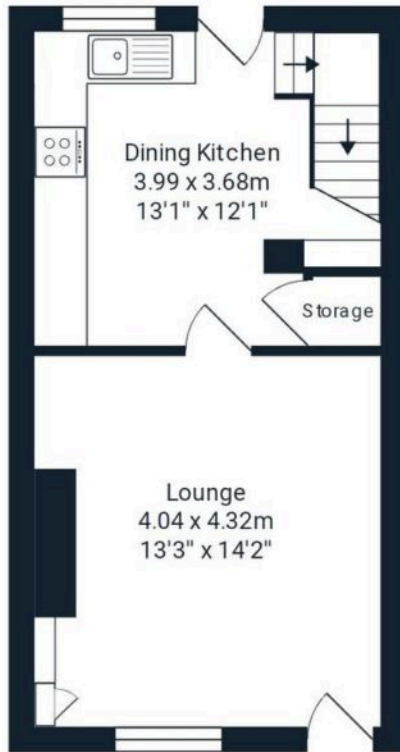 Dining Kitchen
3.99 x 3.68m
13'1" x 12'1"
Storage
Lounge
4.04 x 4.32m
13'3" x 14'2"